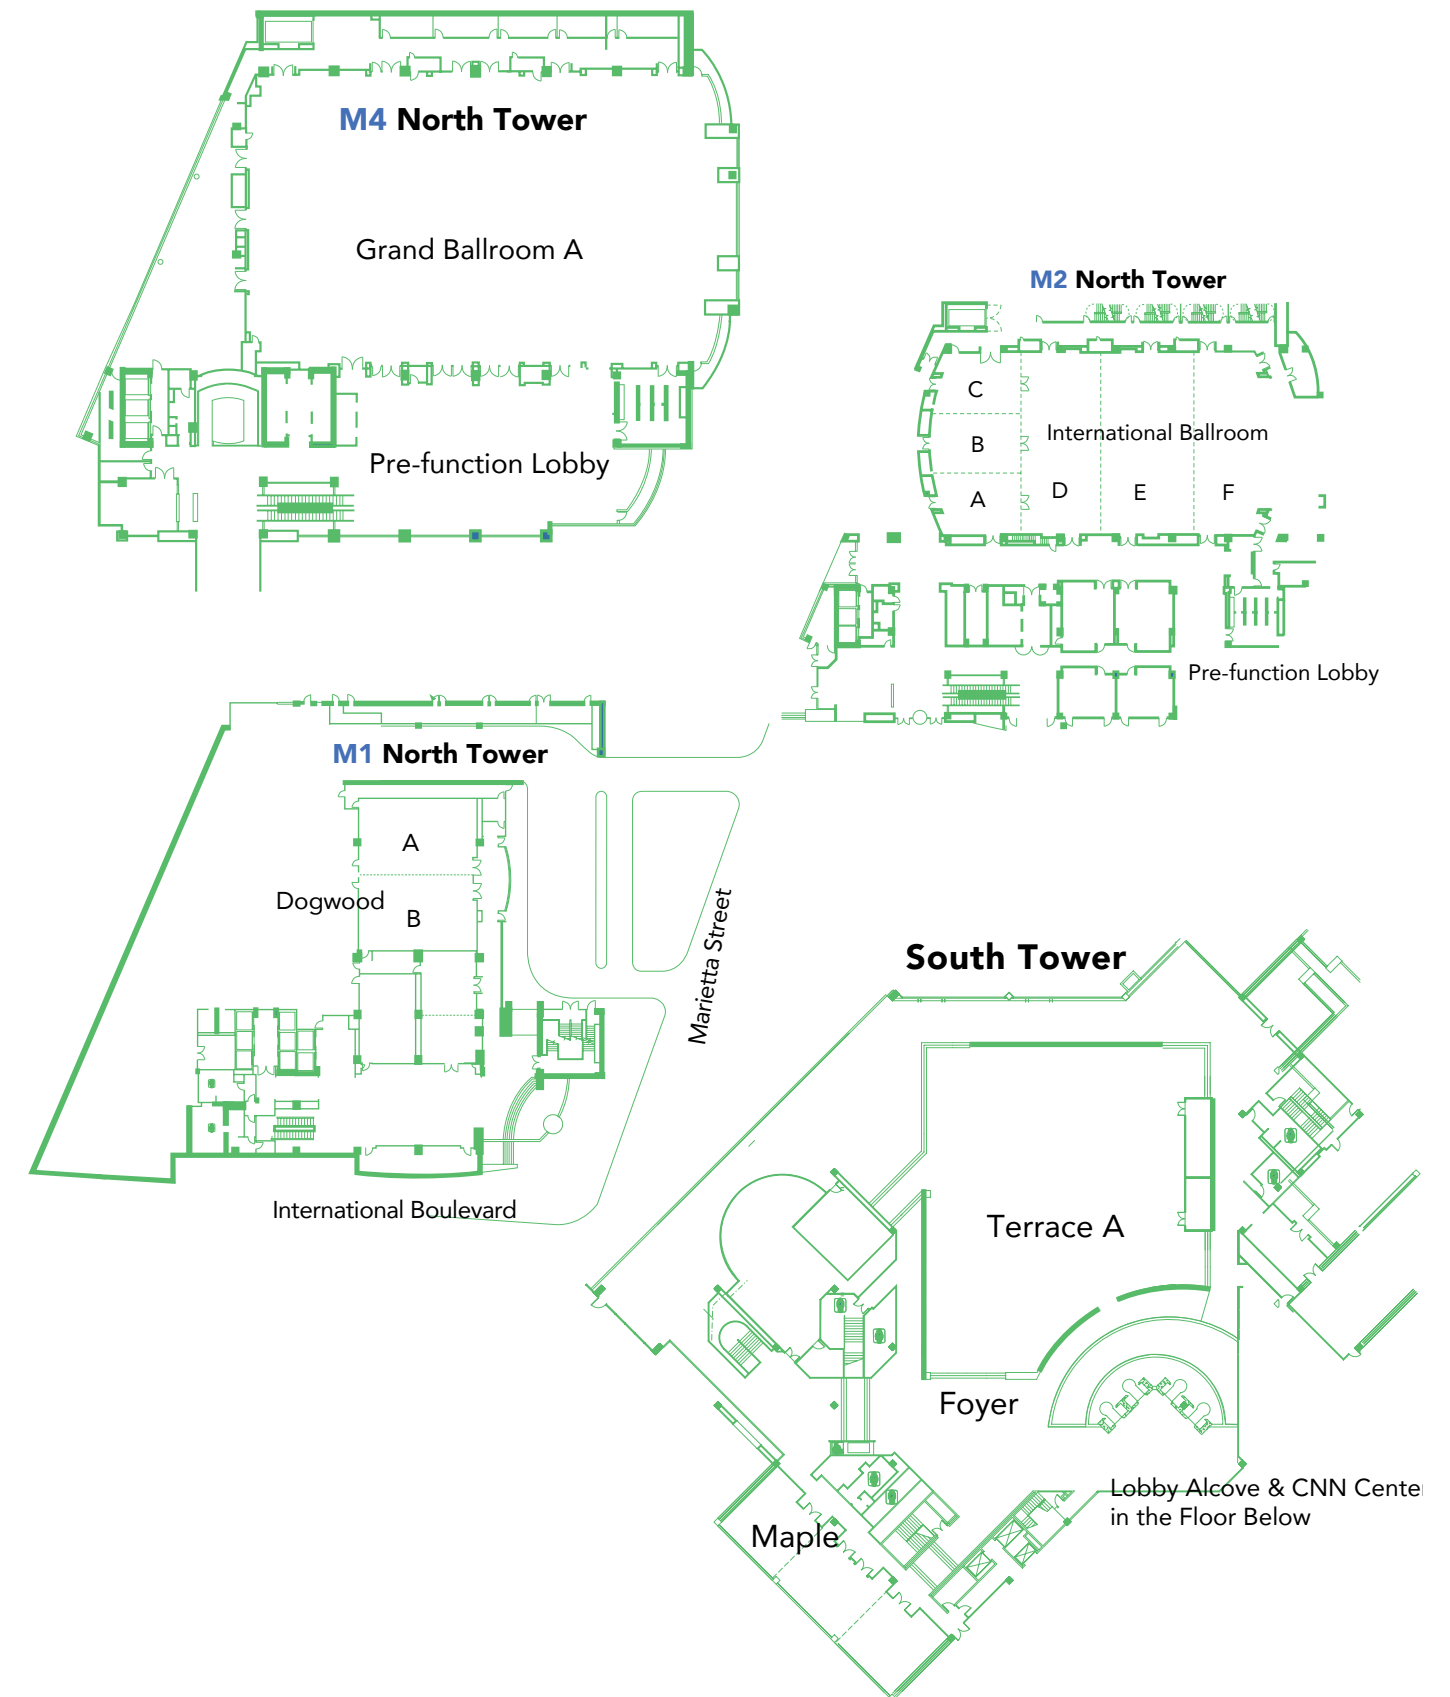 M4 North Tower
Grand Ballroom A
Pre-function Lobby
M2 North Tower
C
International Ballroom
B
A
D
E
F
Pre-function Lobby
M1 North Tower
A
Dogwood
B
Marietta Street
International Boulevard
South Tower
Terrace A
Foyer
Lobby Alcove & CNN Center
in the Floor Below
Maple